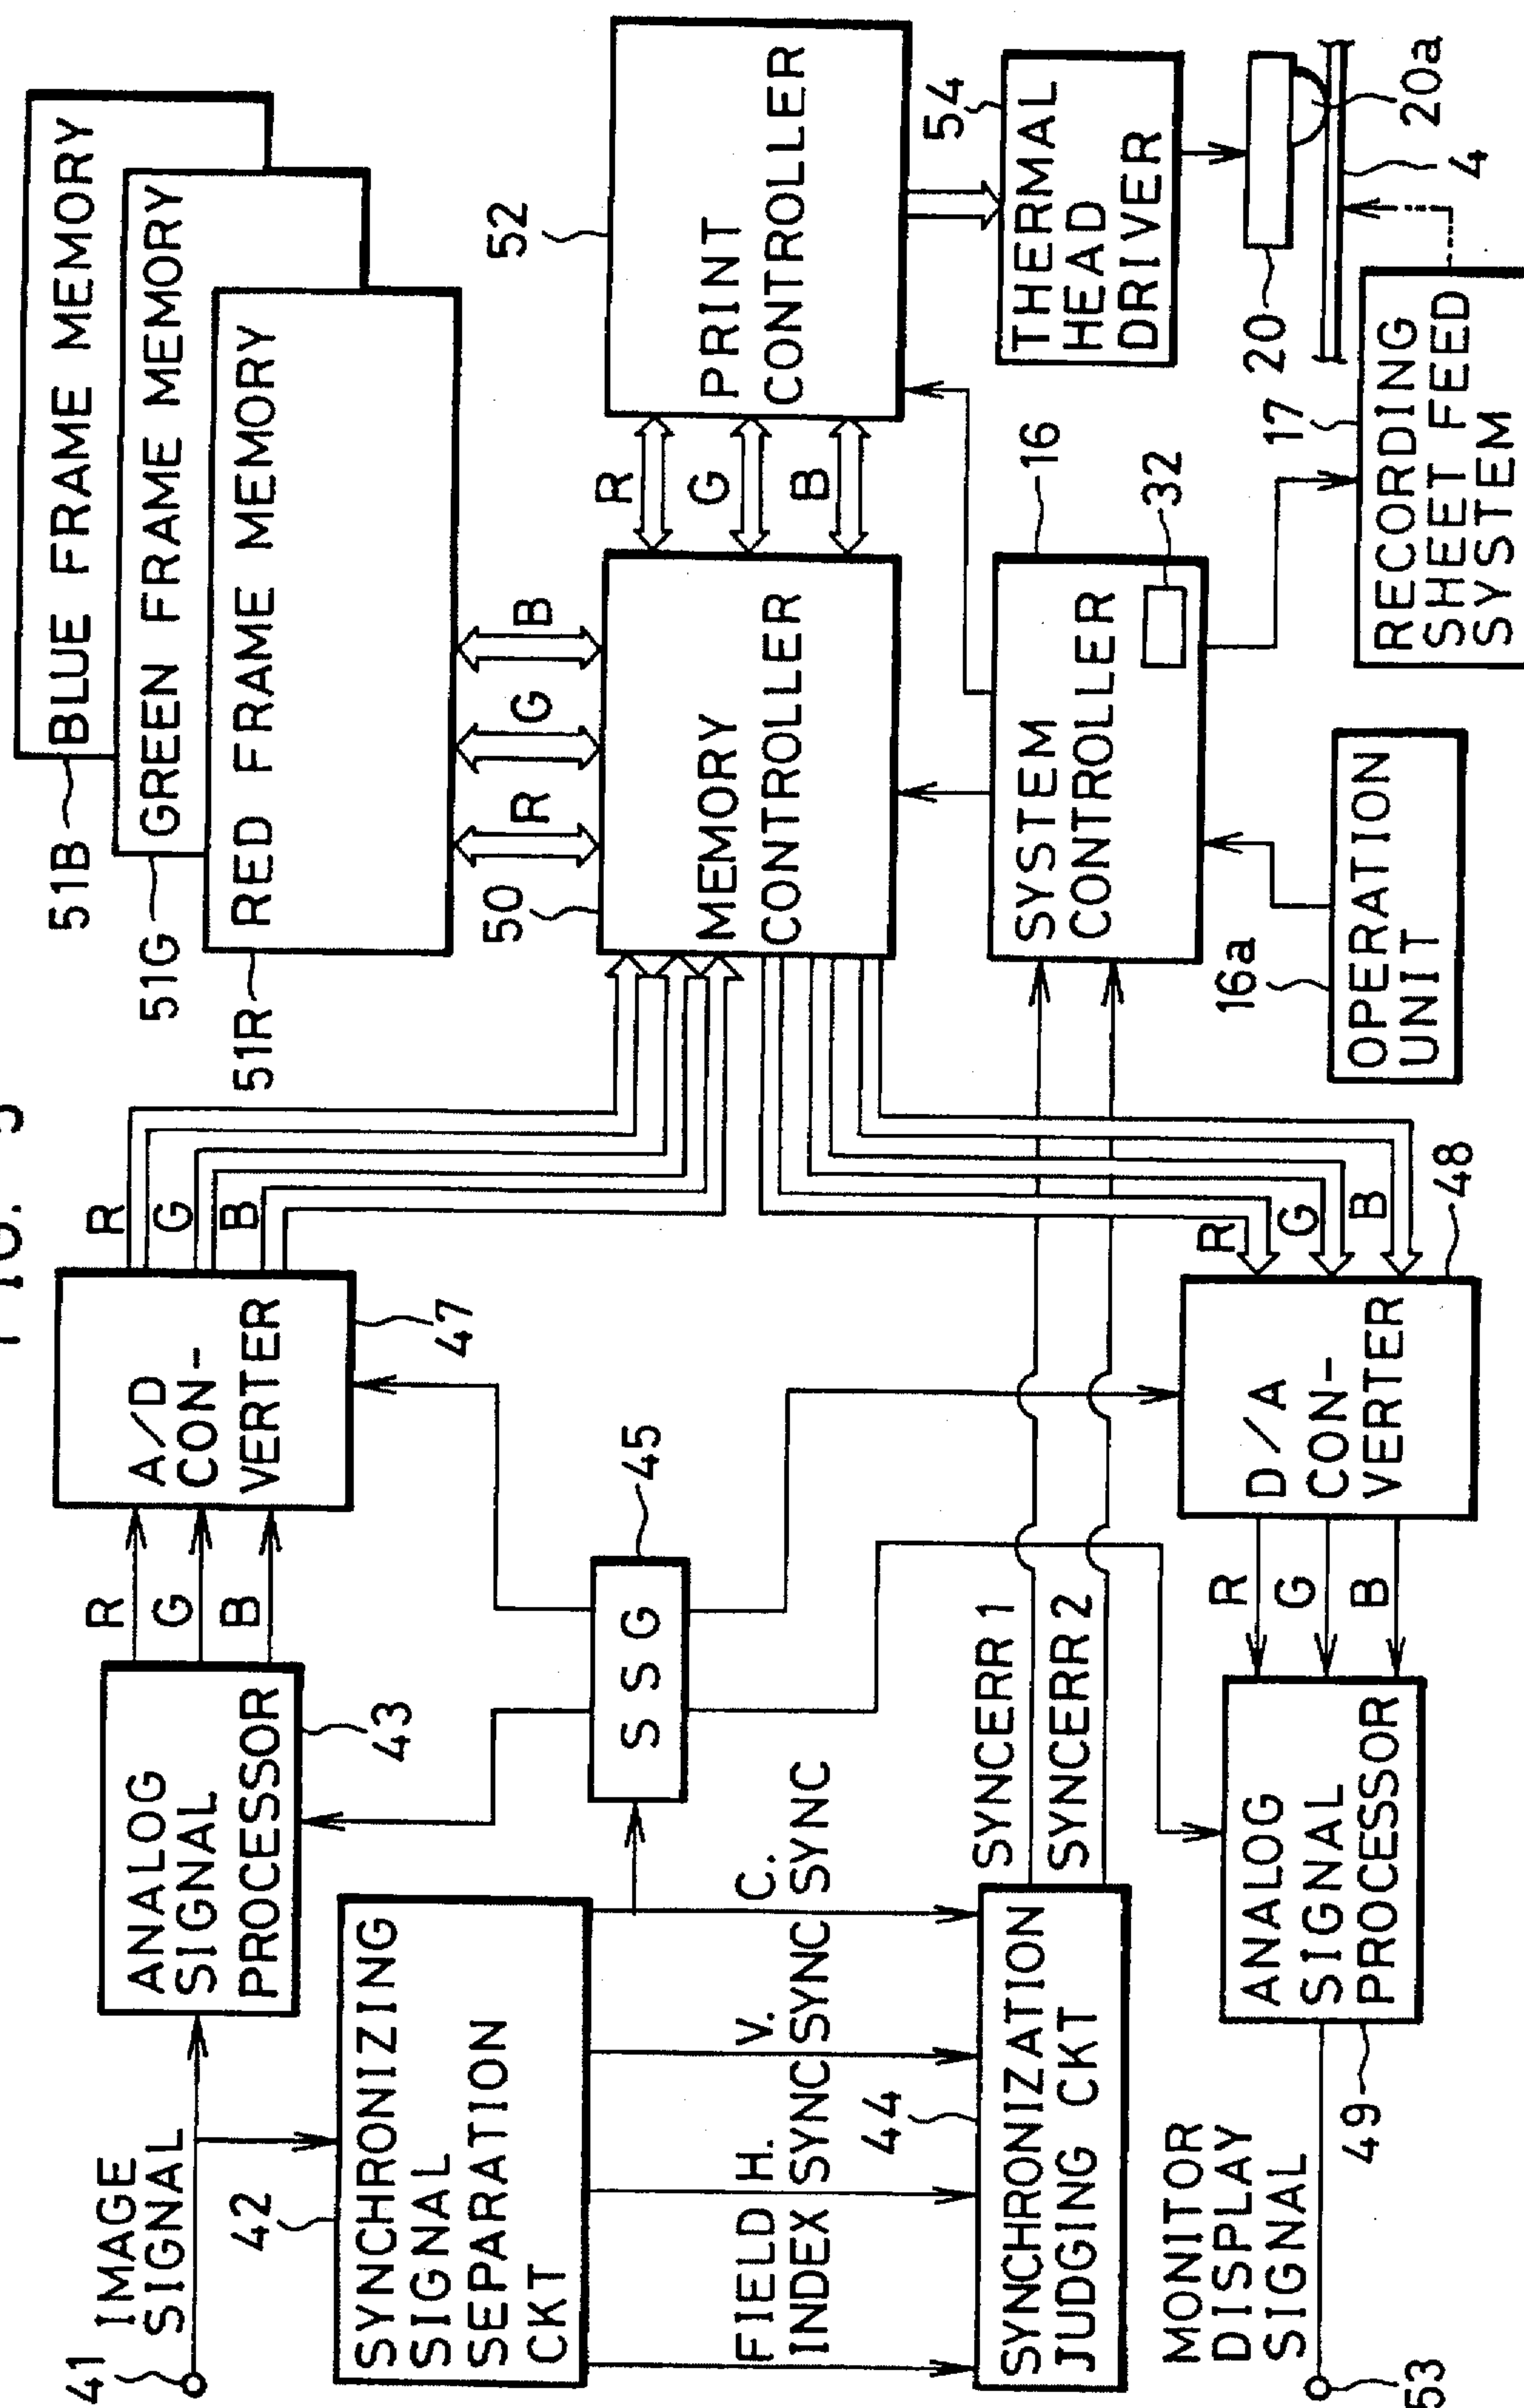 FIG. 5
41
IMAGE
SIGNAL
42
ANALOG
SIGNAL
PROCESSOR
43
R
G
B
A/D
CON-
VERTER
47
R
G
B
51B
BLUE FRAME MEMORY
51G
GREEN FRAME MEMORY
51R
RED FRAME MEMORY
SYNCHRONIZING
SIGNAL
SEPARATION
CKT
SSG
45
R
G
B
50
MEMORY
CONTROLLER
R
G
B
52
PRINT
CONTROLLER
FIELD
INDEX
H.
SYNC
V.
SYNC
C.
SYNC
44
SYNCHRONIZATION
JUDGING CKT
SYNCERR1
SYNCERR2
SYSTEM
CONTROLLER
16
32
54
THERMAL
HEAD
DRIVER
MONITOR
DISPLAY
SIGNAL
53
49
ANALOG
SIGNAL
PROCESSOR
R
G
B
D/A
CON-
VERTER
48
R
G
B
16a
OPERATION
UNIT
17
RECORDING
SHEET FEED
SYSTEM
20
20a
4